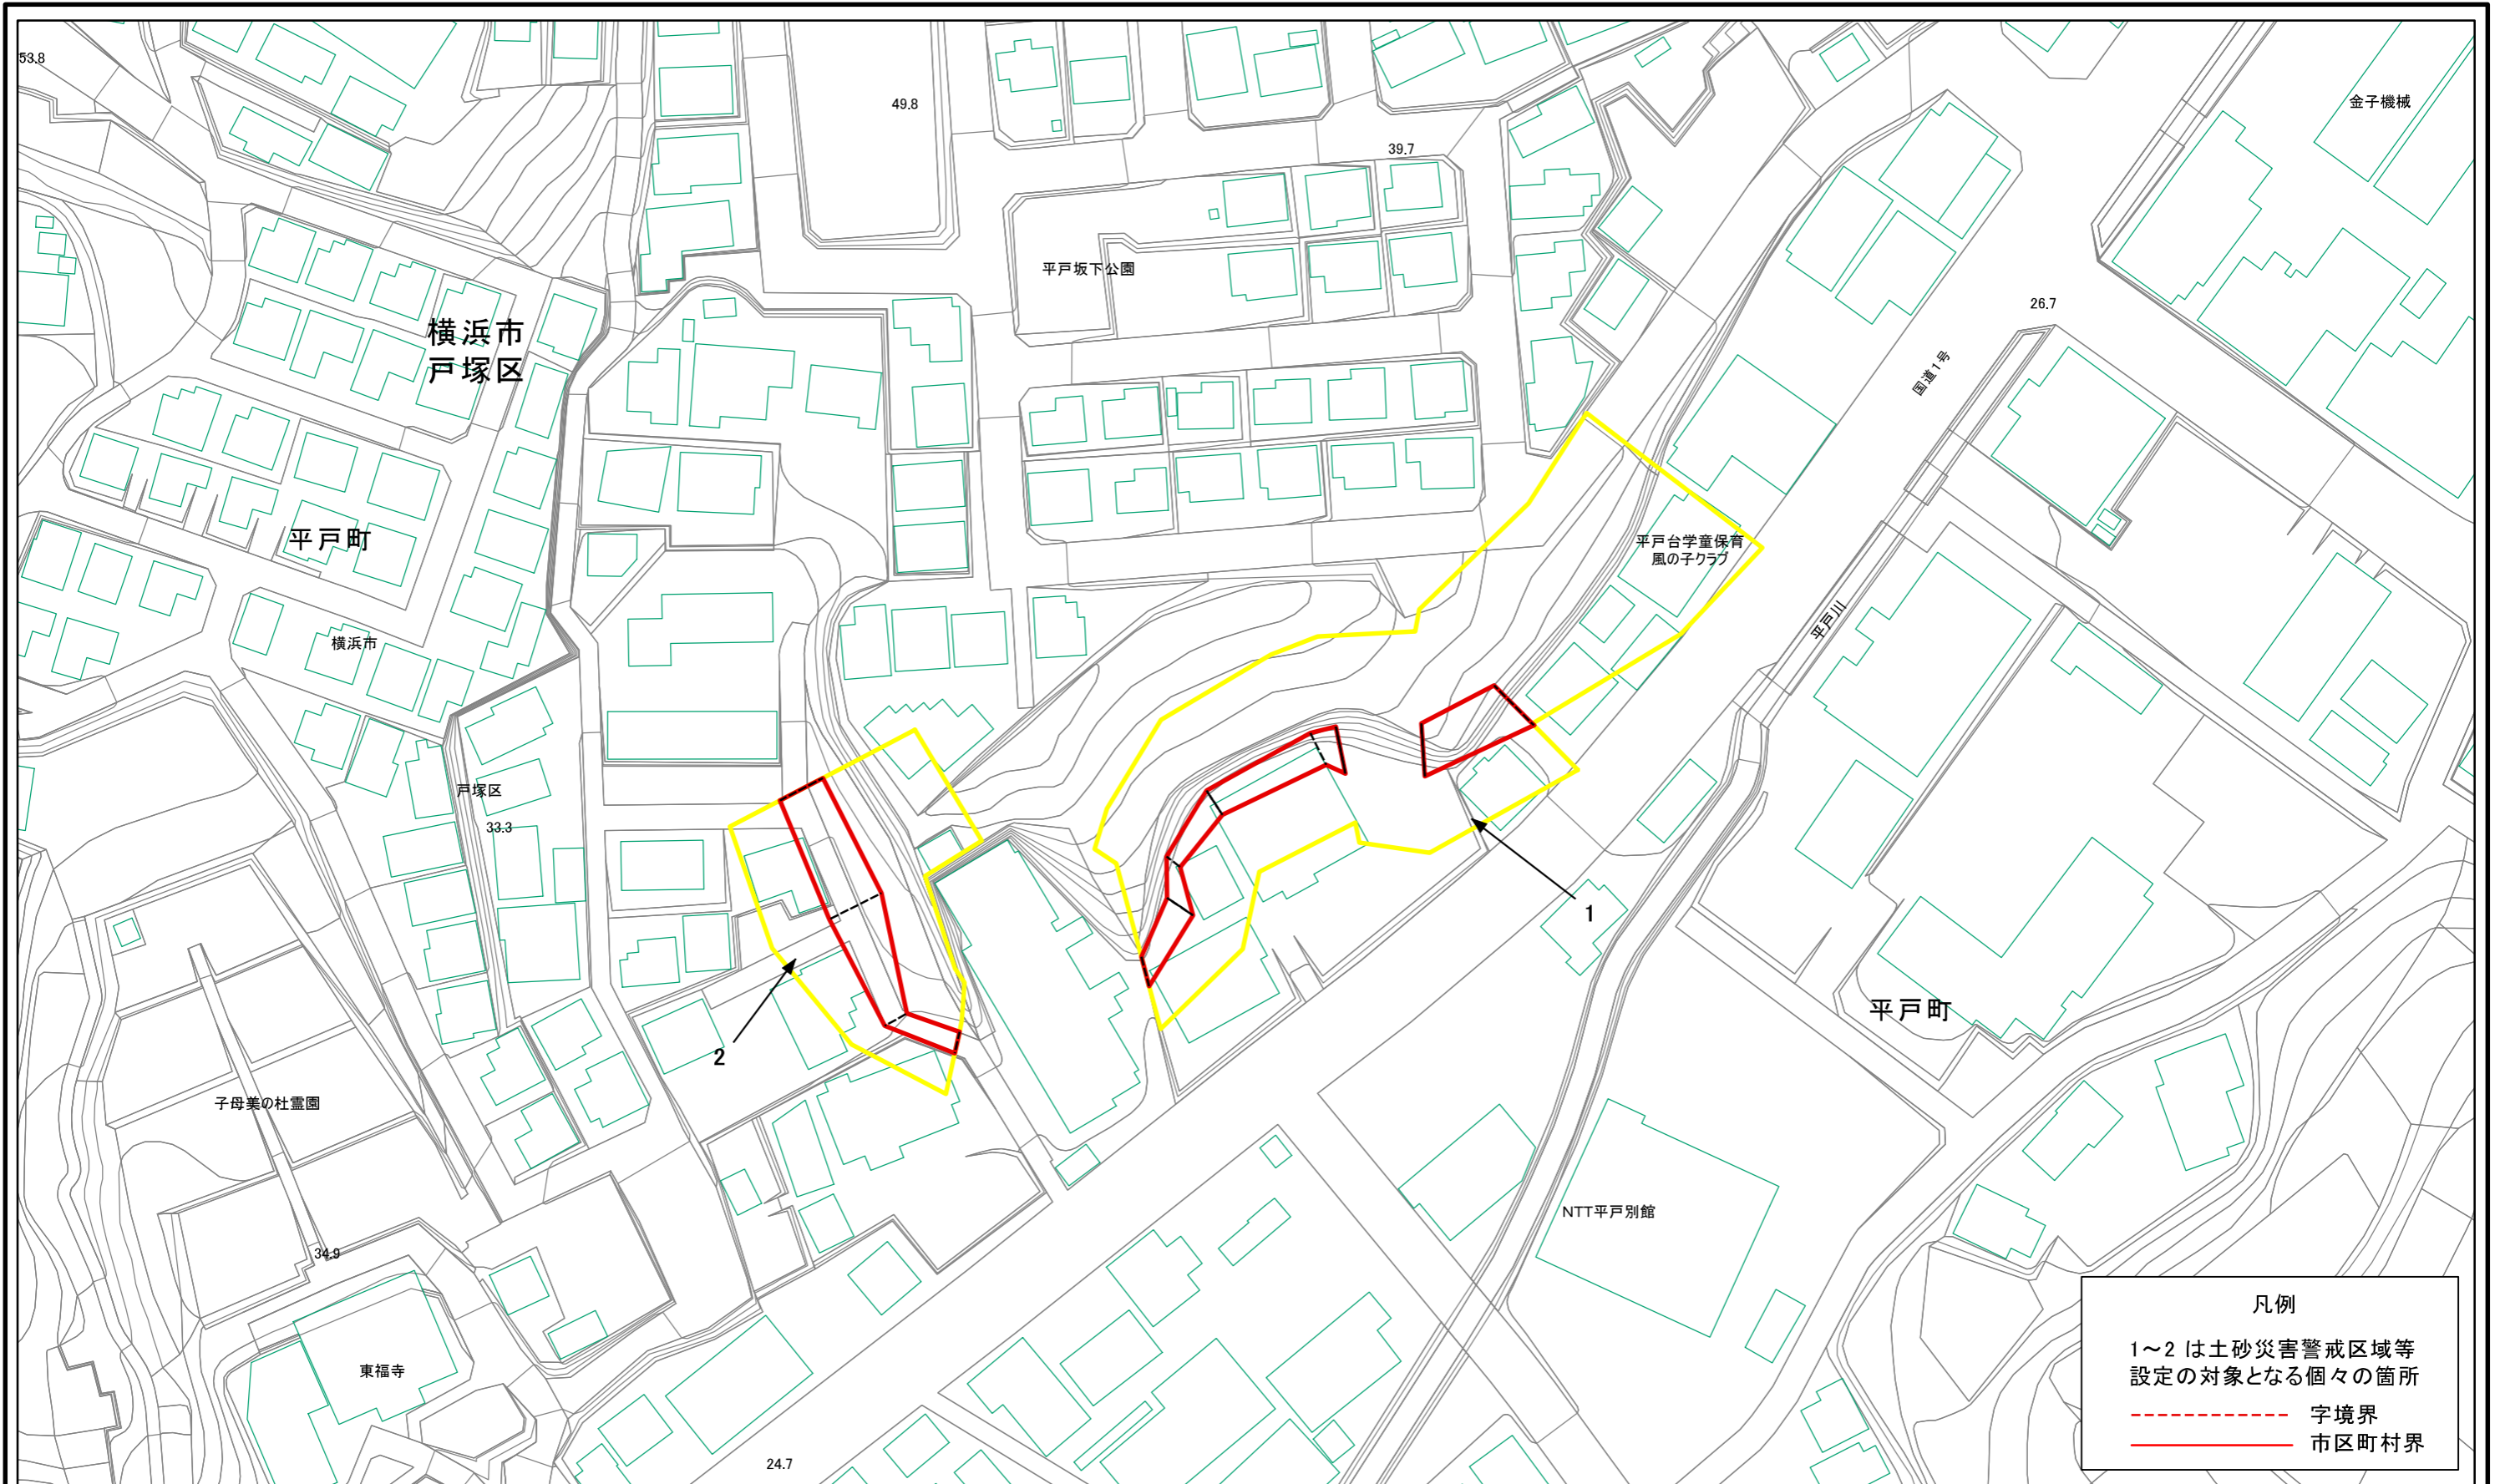 53.8
49.8
金子機械
39.7
平戸坂下公園
26.7
横浜市
戸塚区
国道1号
平戸町
平戸台学童保育
風の子クラブ
平戸川
横浜市
戸塚区
33.3
1
平戸町
2
子母美の杜霊園
NTT平戸別館
34.9
東福寺
24.7
凡例
1～2 は土砂災害警戒区域等
設定の対象となる個々の箇所
字境界
市区町村界